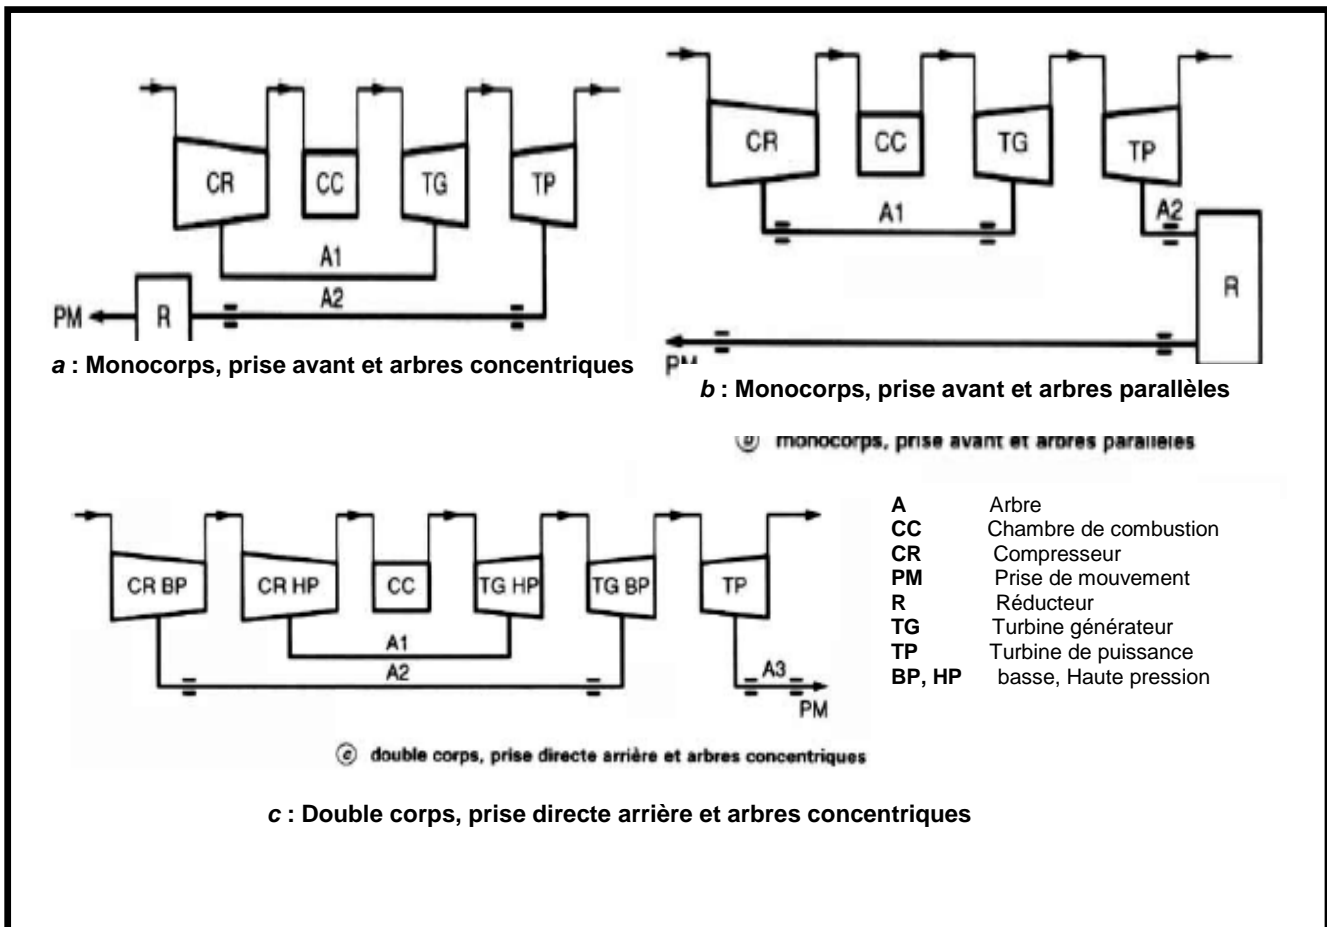 CR CC TG TP
A1
A2
PM R
a : Monocorps, prise avant et arbres concentriques
CR CC TG TP
A1 A2
R
PM
b : Monocorps, prise avant et arbres parallèles
b monocorps, prise avant et arbres parallèles
CR BP CR HP CC TG HP TG BP TP
A1
A2 A3
PM
c double corps, prise directe arrière et arbres concentriques
c : Double corps, prise directe arrière et arbres concentriques
A Arbre
CC Chambre de combustion
CR Compresseur
PM Prise de mouvement
R Réducteur
TG Turbine générateur
TP Turbine de puissance
BP, HP basse, Haute pression